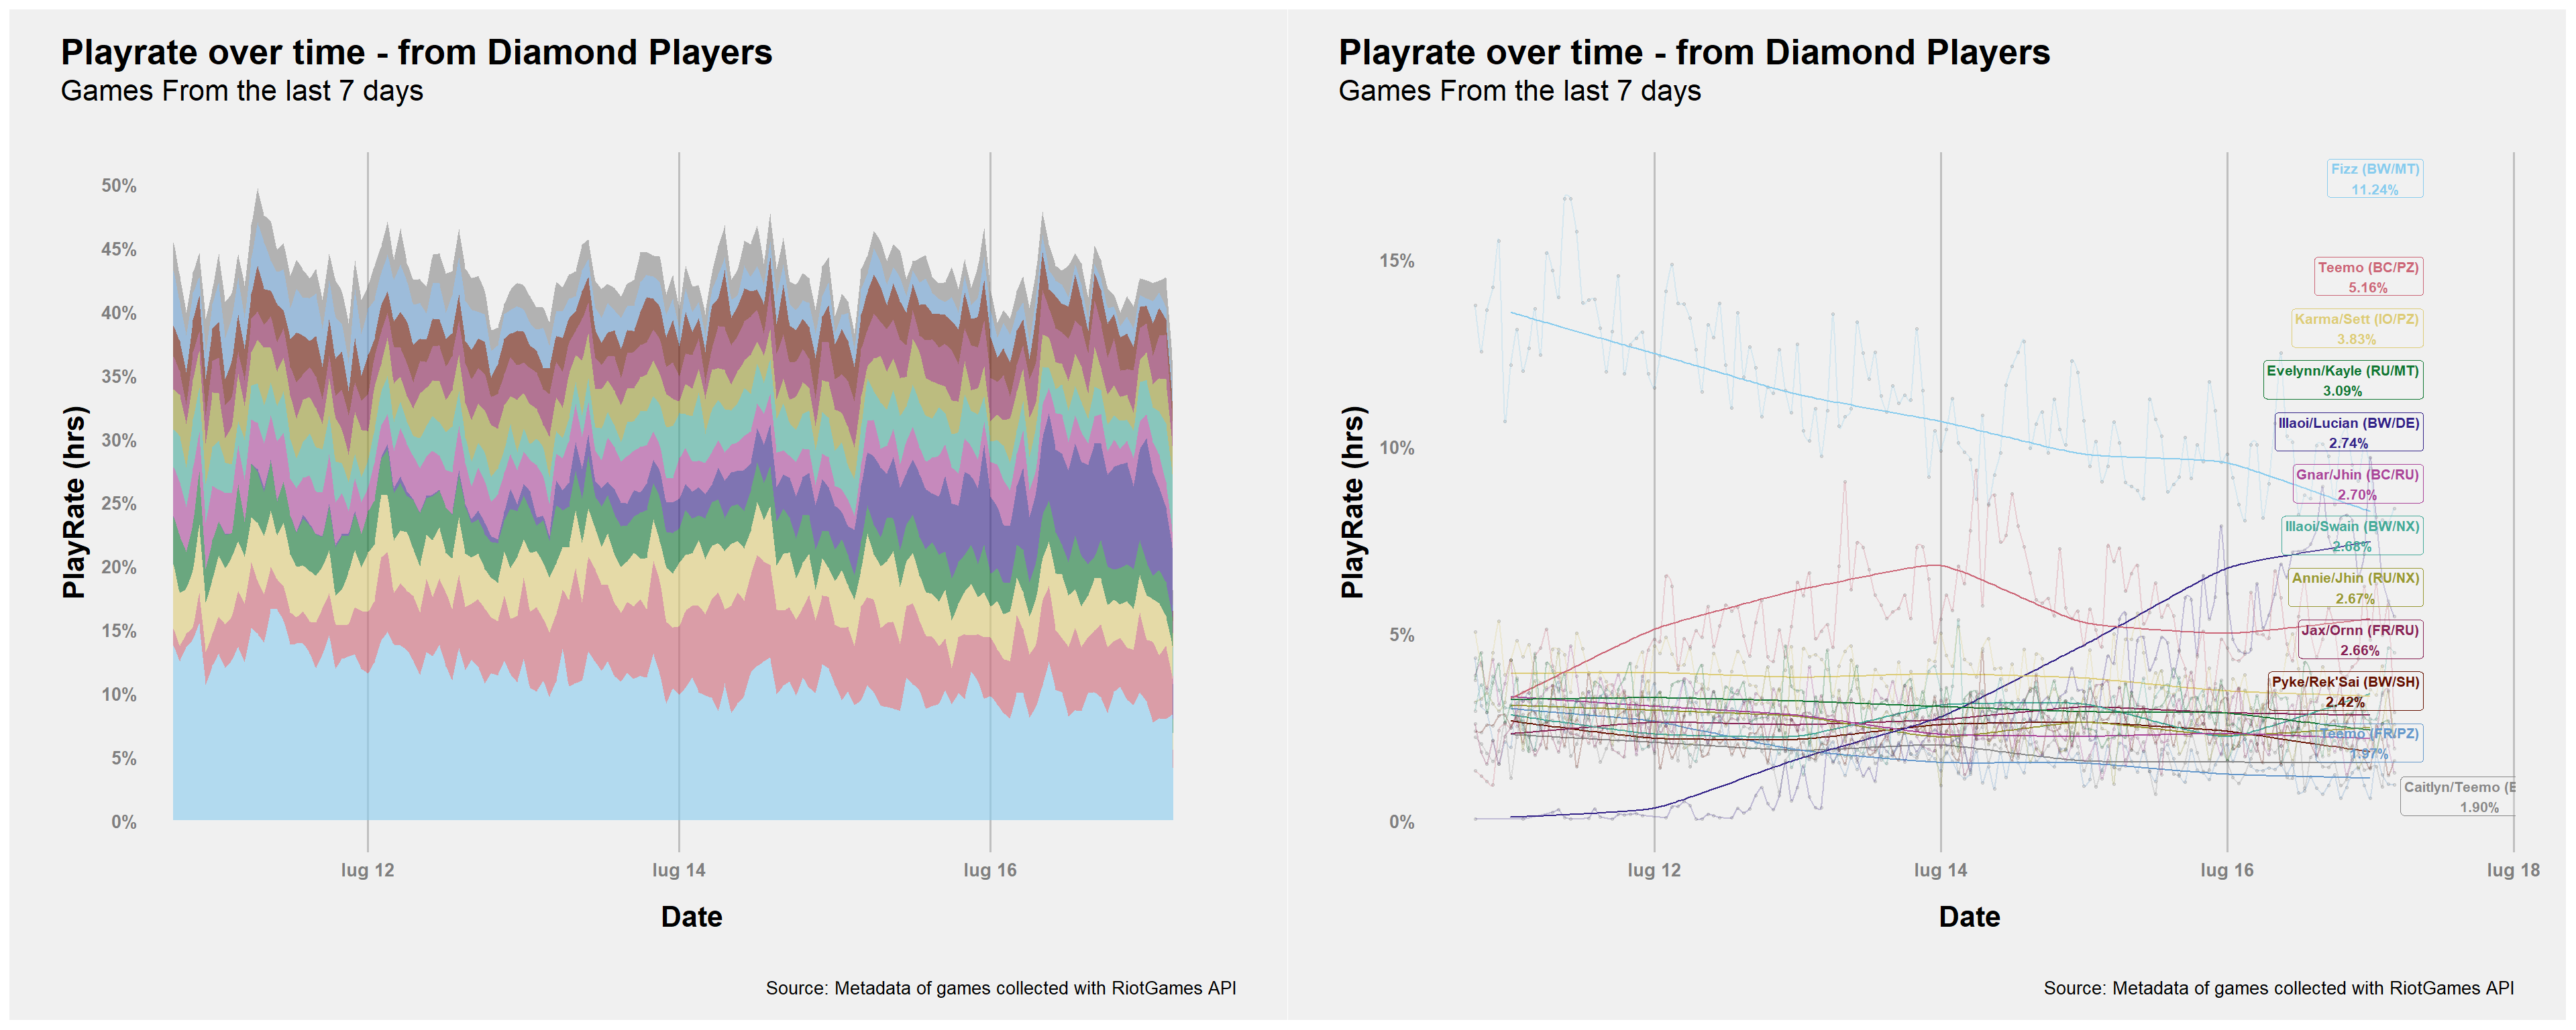 Playrate over time - from Diamond Players
Games From the last 7 days
50%
45%
40%
35%
30%
25%
20%
15%
10%
5%
0%
PlayRate (hrs)
lug 12
lug 14
lug 16
Date
Source: Metadata of games collected with RiotGames API
Playrate over time - from Diamond Players
Games From the last 7 days
15%
10%
5%
0%
PlayRate (hrs)
Fizz (BW/MT)
11.24%
Teemo (BC/PZ)
5.16%
Karma/Sett (IO/PZ)
3.83%
Evelynn/Kayle (RU/MT)
3.09%
Illaoi/Lucian (BW/DE)
2.74%
Gnar/Jhin (BC/RU)
2.70%
Illaoi/Swain (BW/NX)
2.68%
Annie/Jhin (RU/NX)
2.67%
Jax/Ornn (FR/RU)
2.66%
Pyke/Rek'Sai (BW/SH)
2.42%
Teemo (FR/PZ)
1.97%
Caitlyn/Teemo (E
1.90%
lug 12
lug 14
lug 16
lug 18
Date
Source: Metadata of games collected with RiotGames API